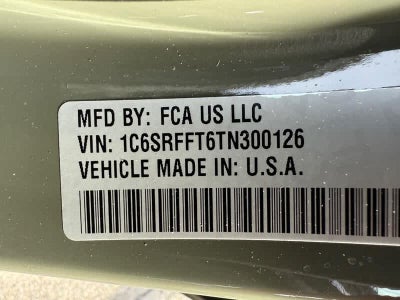 MFD BY: FCA US LLC
VIN: 1C6SRFFT6TN300126
VEHICLE MADE IN: U.S.A.